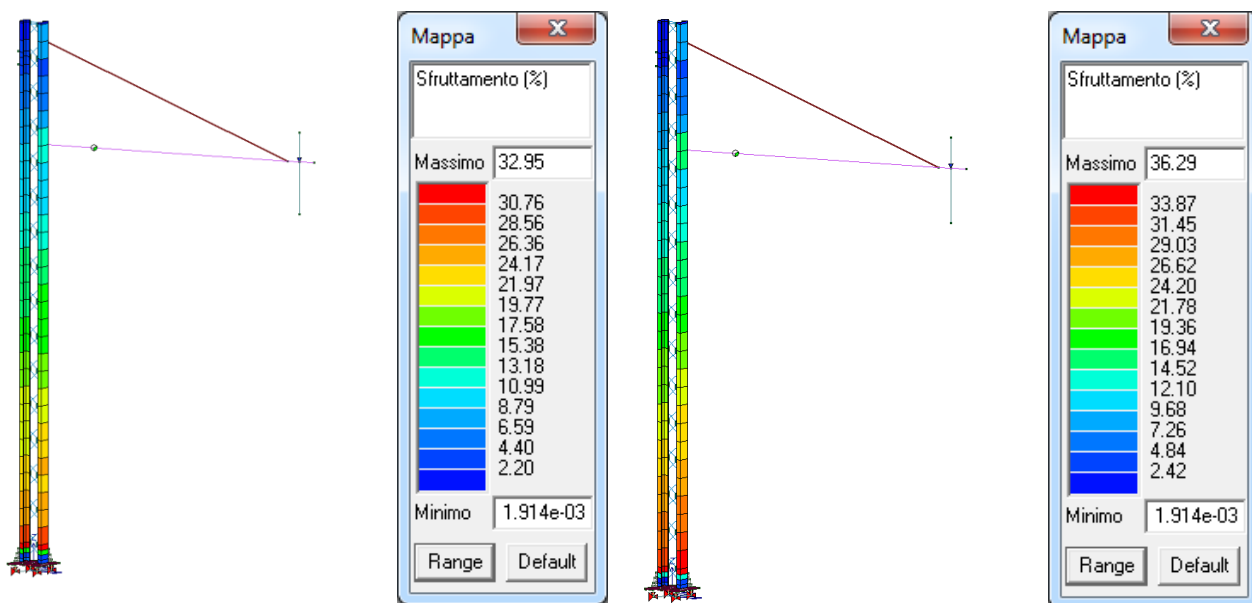 Mappa
x
Sfruttamento (%)
Massimo 32.95
30.76
28.56
26.36
24.17
21.97
19.77
17.58
15.38
13.18
10.99
8.79
6.59
4.40
2.20
Minimo 1.914e-03
Range Default
Mappa
x
Sfruttamento (%)
Massimo 36.29
33.87
31.45
29.03
26.62
24.20
21.78
19.36
16.94
14.52
12.10
9.68
7.26
4.84
2.42
Minimo 1.914e-03
Range Default